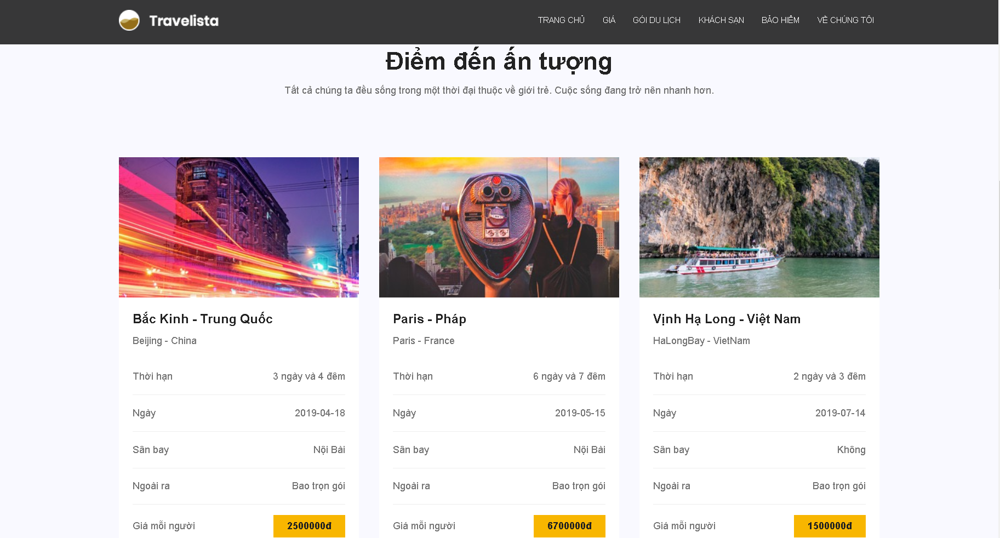 Travelista
TRANG CHỦ GIÁ GÓI DU LỊCH KHÁCH SẠN BẢO HIỂM VỀ CHÚNG TÔI
Điểm đến ấn tượng
Tất cả chúng ta đều sống trong một thời đại thuộc về giới trẻ. Cuộc sống đang trở nên nhanh hơn.
Bắc Kinh - Trung Quốc
Beijing - China
Thời hạn 3 ngày và 4 đêm
Ngày 2019-04-18
Sân bay Nội Bài
Ngoài ra Bao trọn gói
Giá mỗi người 2500000đ
Paris - Pháp
Paris - France
Thời hạn 6 ngày và 7 đêm
Ngày 2019-05-15
Sân bay Nội Bài
Ngoài ra Bao trọn gói
Giá mỗi người 6700000đ
Vịnh Hạ Long - Việt Nam
HaLongBay - VietNam
Thời hạn 2 ngày và 3 đêm
Ngày 2019-07-14
Sân bay Không
Ngoài ra Bao trọn gói
Giá mỗi người 1500000đ